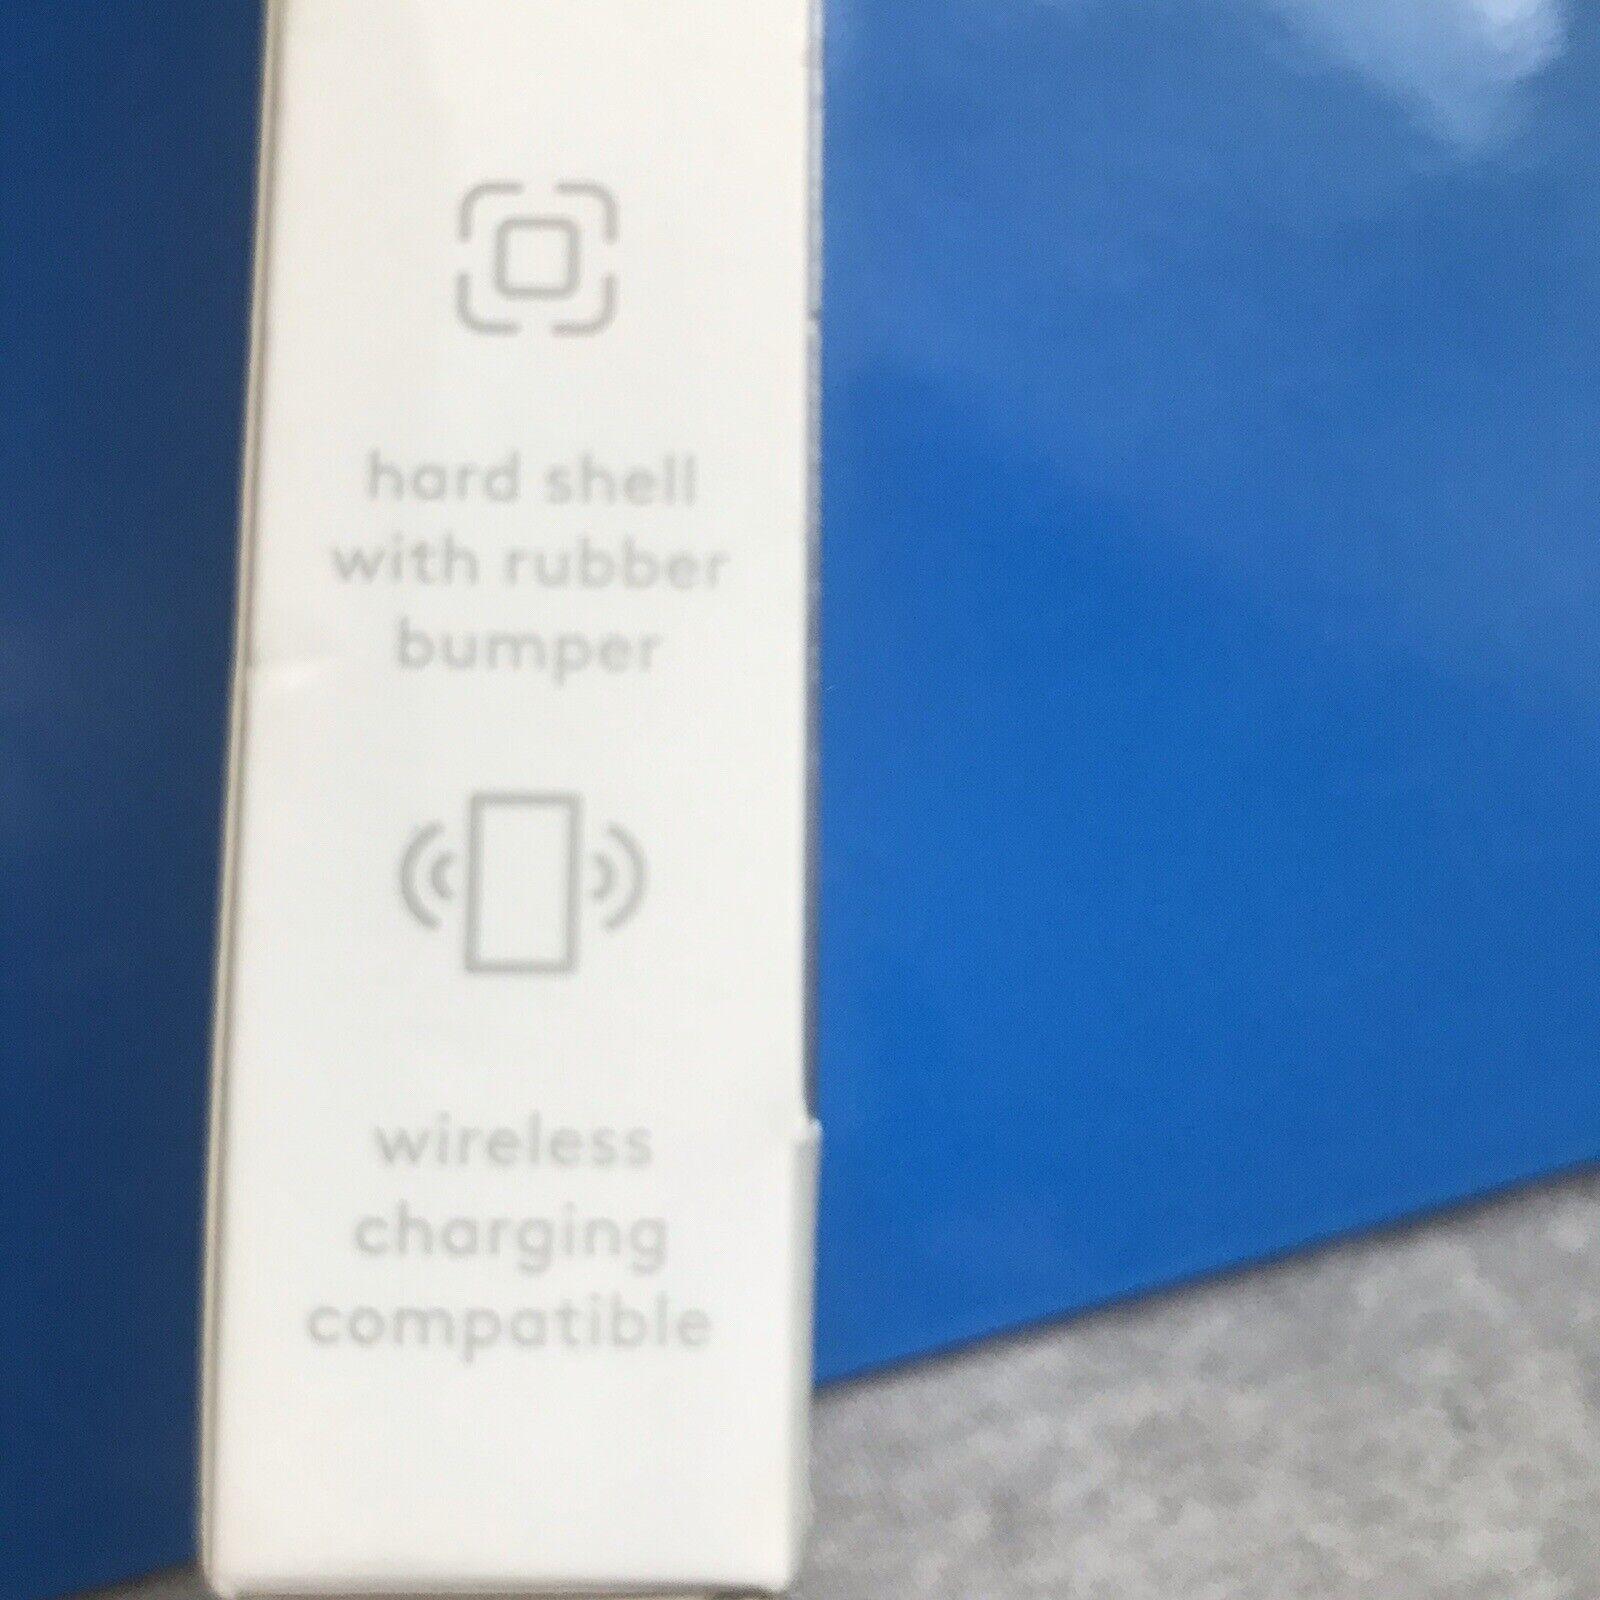 hard shell
with rubber
bumper
wireless
charging
compatible